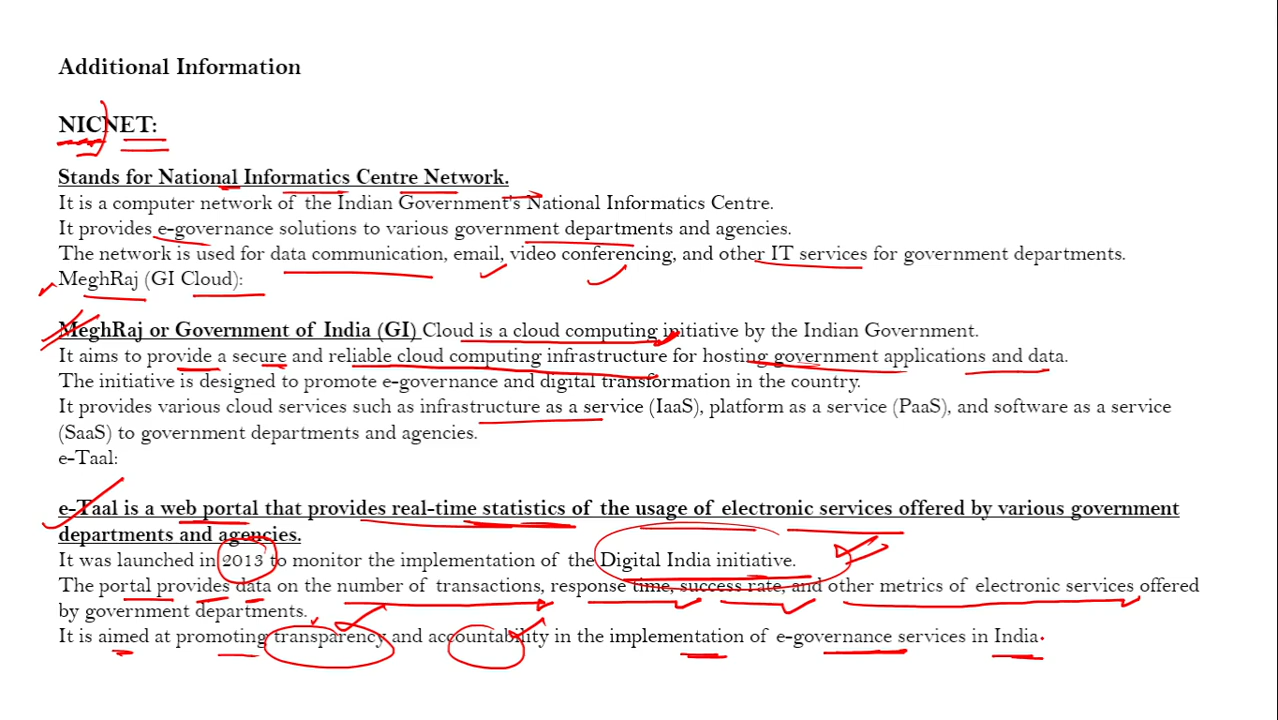 Additional Information
NICNET:
Stands for National Informatics Centre Network.
It is a computer network of the Indian Government's National Informatics Centre.
It provides e-governance solutions to various government departments and agencies.
The network is used for data communication, email, video conferencing, and other IT services for government departments.
MeghRaj (GI Cloud):
MeghRaj or Government of India (GI) Cloud is a cloud computing initiative by the Indian Government.
It aims to provide a secure and reliable cloud computing infrastructure for hosting government applications and data.
The initiative is designed to promote e-governance and digital transformation in the country.
It provides various cloud services such as infrastructure as a service (IaaS), platform as a service (PaaS), and software as a service
(SaaS) to government departments and agencies.
e-Taal:
e-Taal is a web portal that provides real-time statistics of the usage of electronic services offered by various government
departments and agencies.
It was launched in 2013 to monitor the implementation of the Digital India initiative.
The portal provides data on the number of transactions, response time, success rate, and other metrics of electronic services offered
by government departments.
It is aimed at promoting transparency and accountability in the implementation of e-governance services in India.